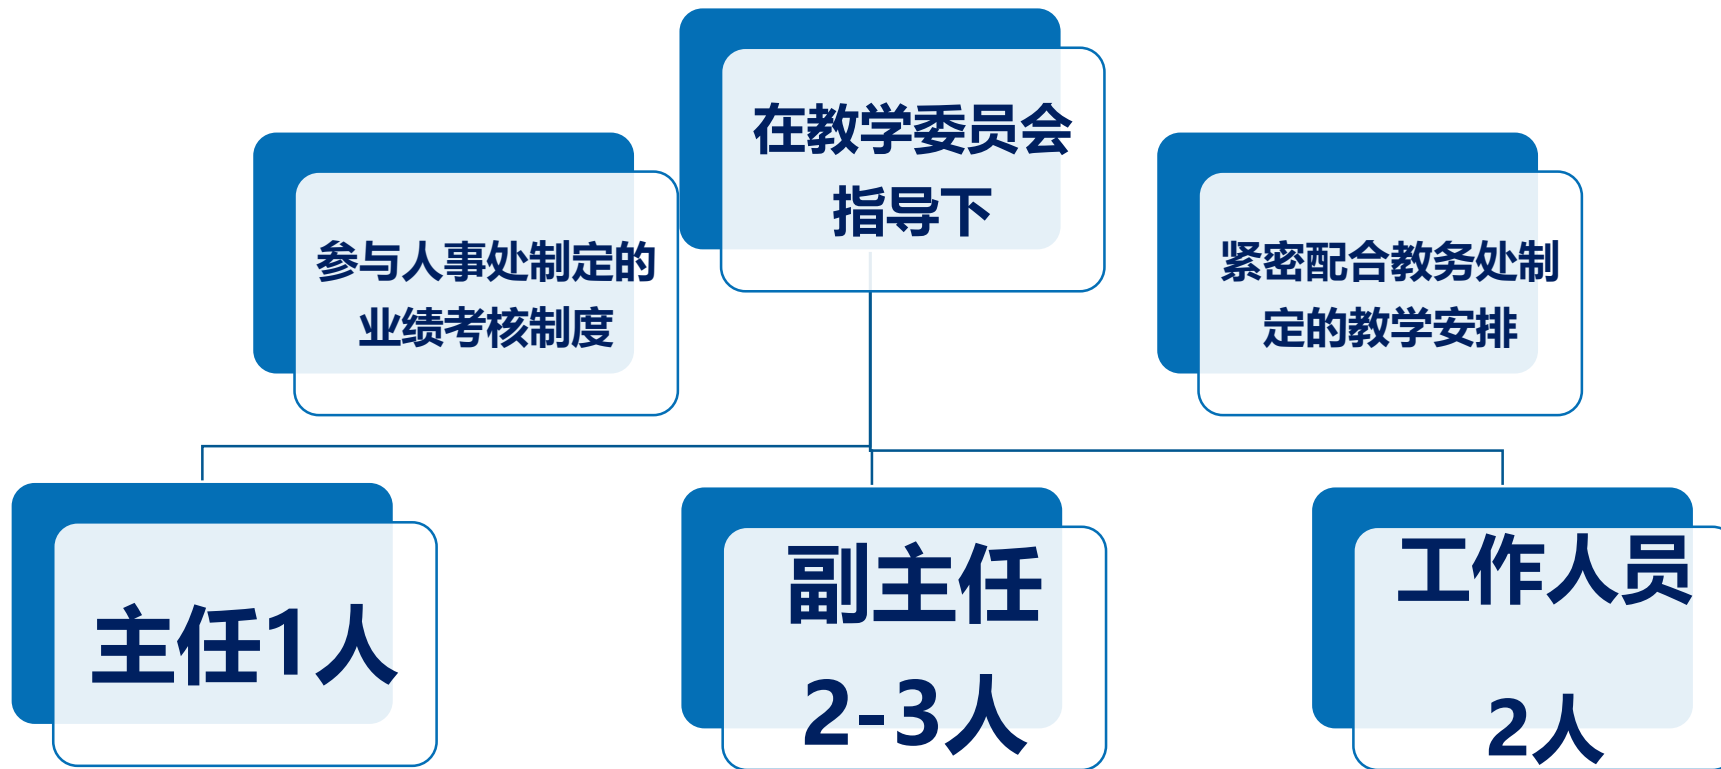 在教学委员会
指导下
参与人事处制定的
业绩考核制度
紧密配合教务处制
定的教学安排
主任1人
副主任
2-3人
工作人员
2人